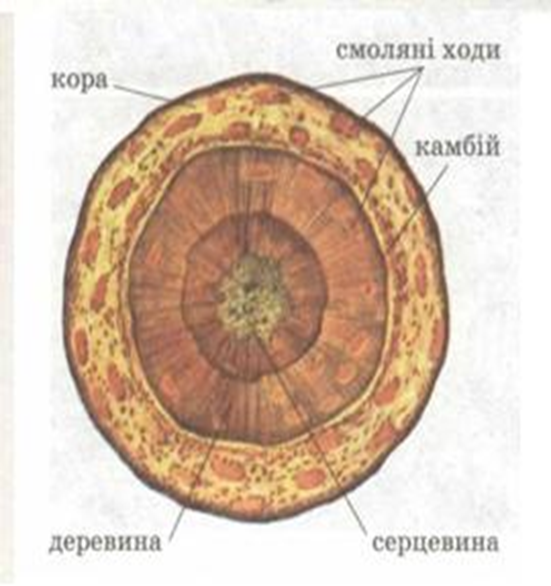 смоляні ходи
кора
камбій
деревина
серцевина